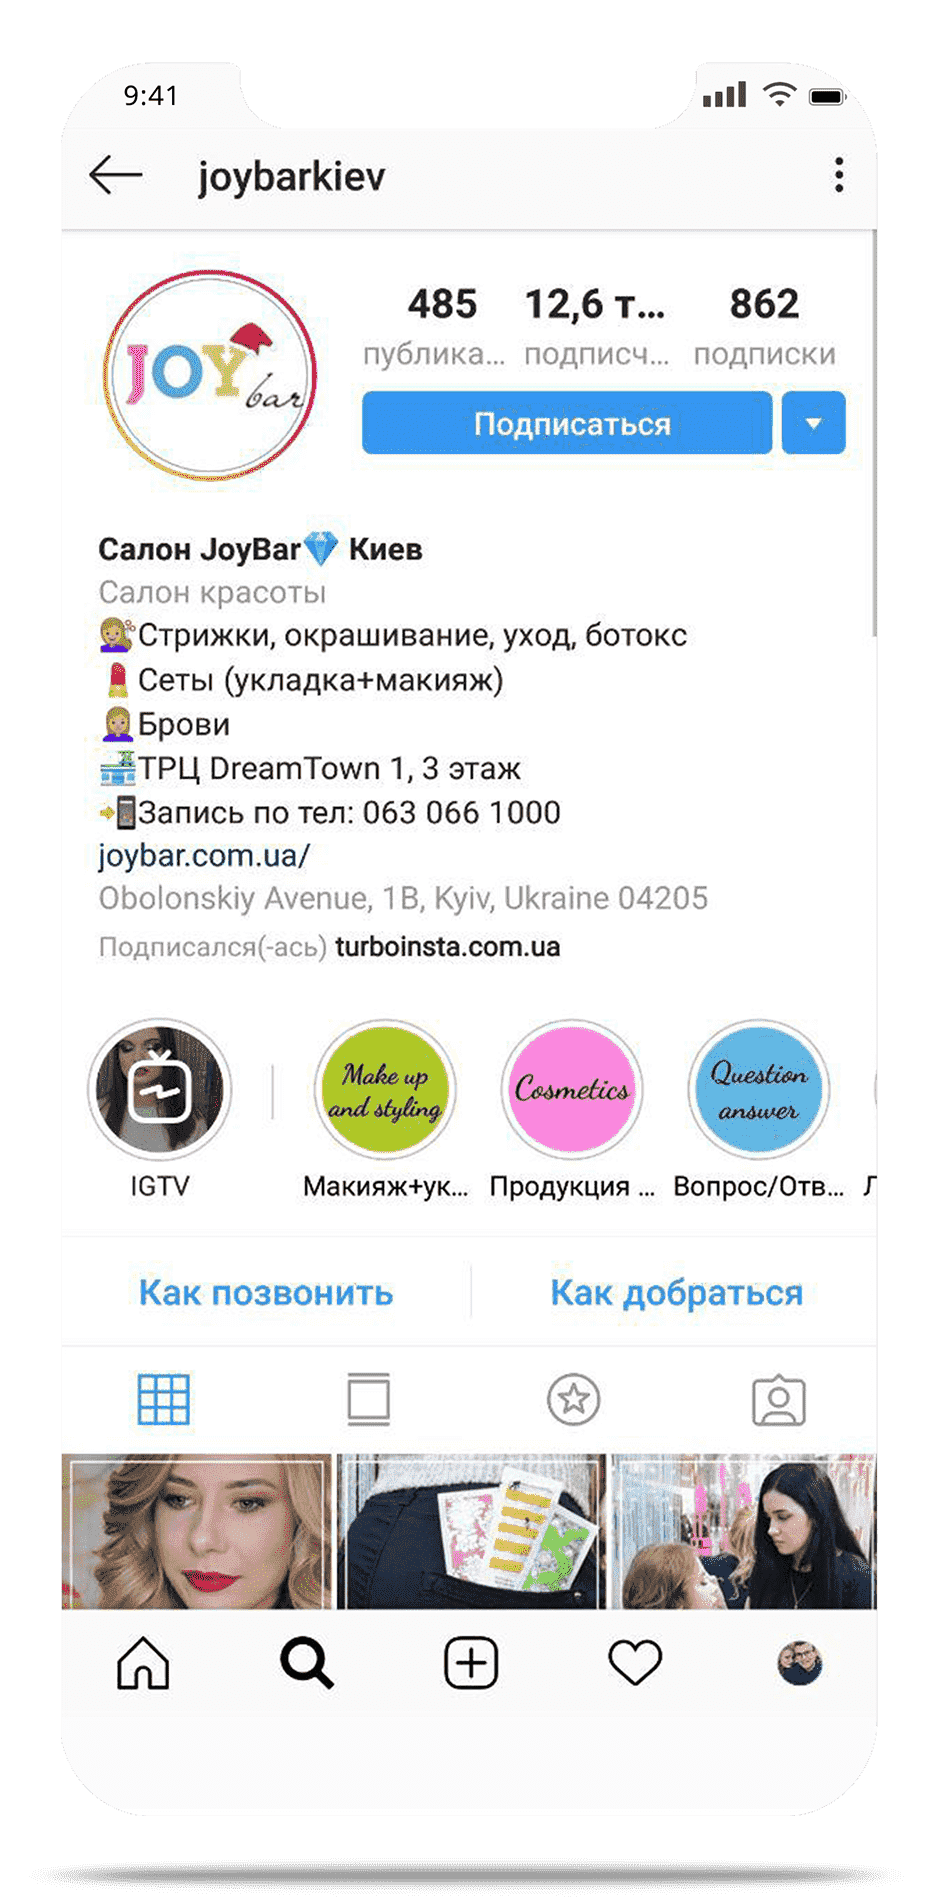 9:41
joybarkiev
JOY
bar
485 12,6 т... 862
публика... подписч... подписки
Подписаться
Салон JoyBar💎 Киев
Салон красоты
Стрижки, окрашивание, уход, ботокс
Сеты (укладка+макияж)
Брови
ТРЦ DreamTown 1, 3 этаж
Запись по тел: 063 066 1000
joybar.com.ua/
Obolonskiy Avenue, 1B, Kyiv, Ukraine 04205
Подписался(-ась) turboinsta.com.ua
Make up
and styling
Cosmetics
Question
answer
IGTV Макияж+ук... Продукция ... Вопрос/Отв... Л
Как позвонить Как добраться